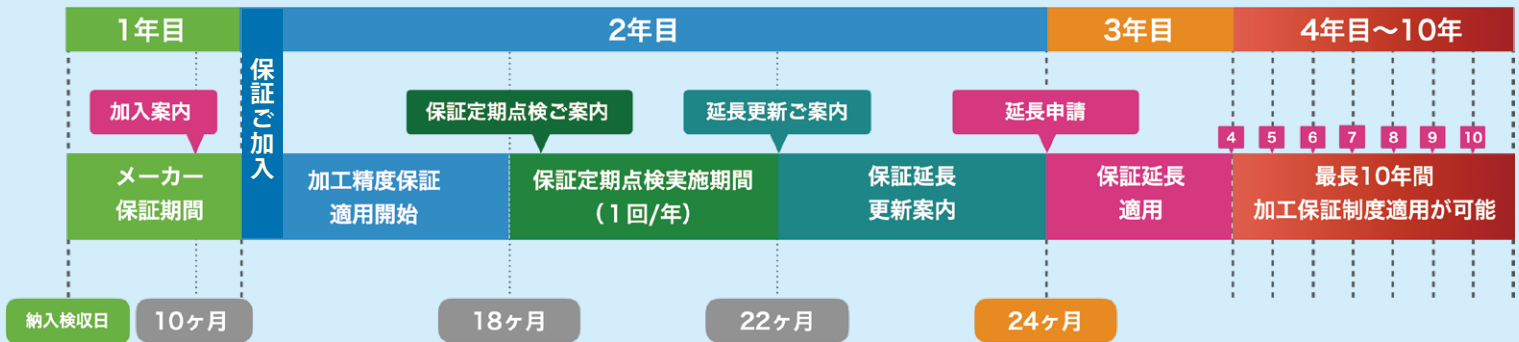 1年目
2年目
3年目
4年目〜10年
保証ご加入
加入案内
保証定期点検ご案内
延長更新ご案内
延長申請
4
5
6
7
8
9
10
メーカー
保証期間
加工精度保証
適用開始
保証定期点検実施期間
（1回/年）
保証延長
更新案内
保証延長
適用
最長10年間
加工保証制度適用が可能
納入検収日
10ヶ月
18ヶ月
22ヶ月
24ヶ月